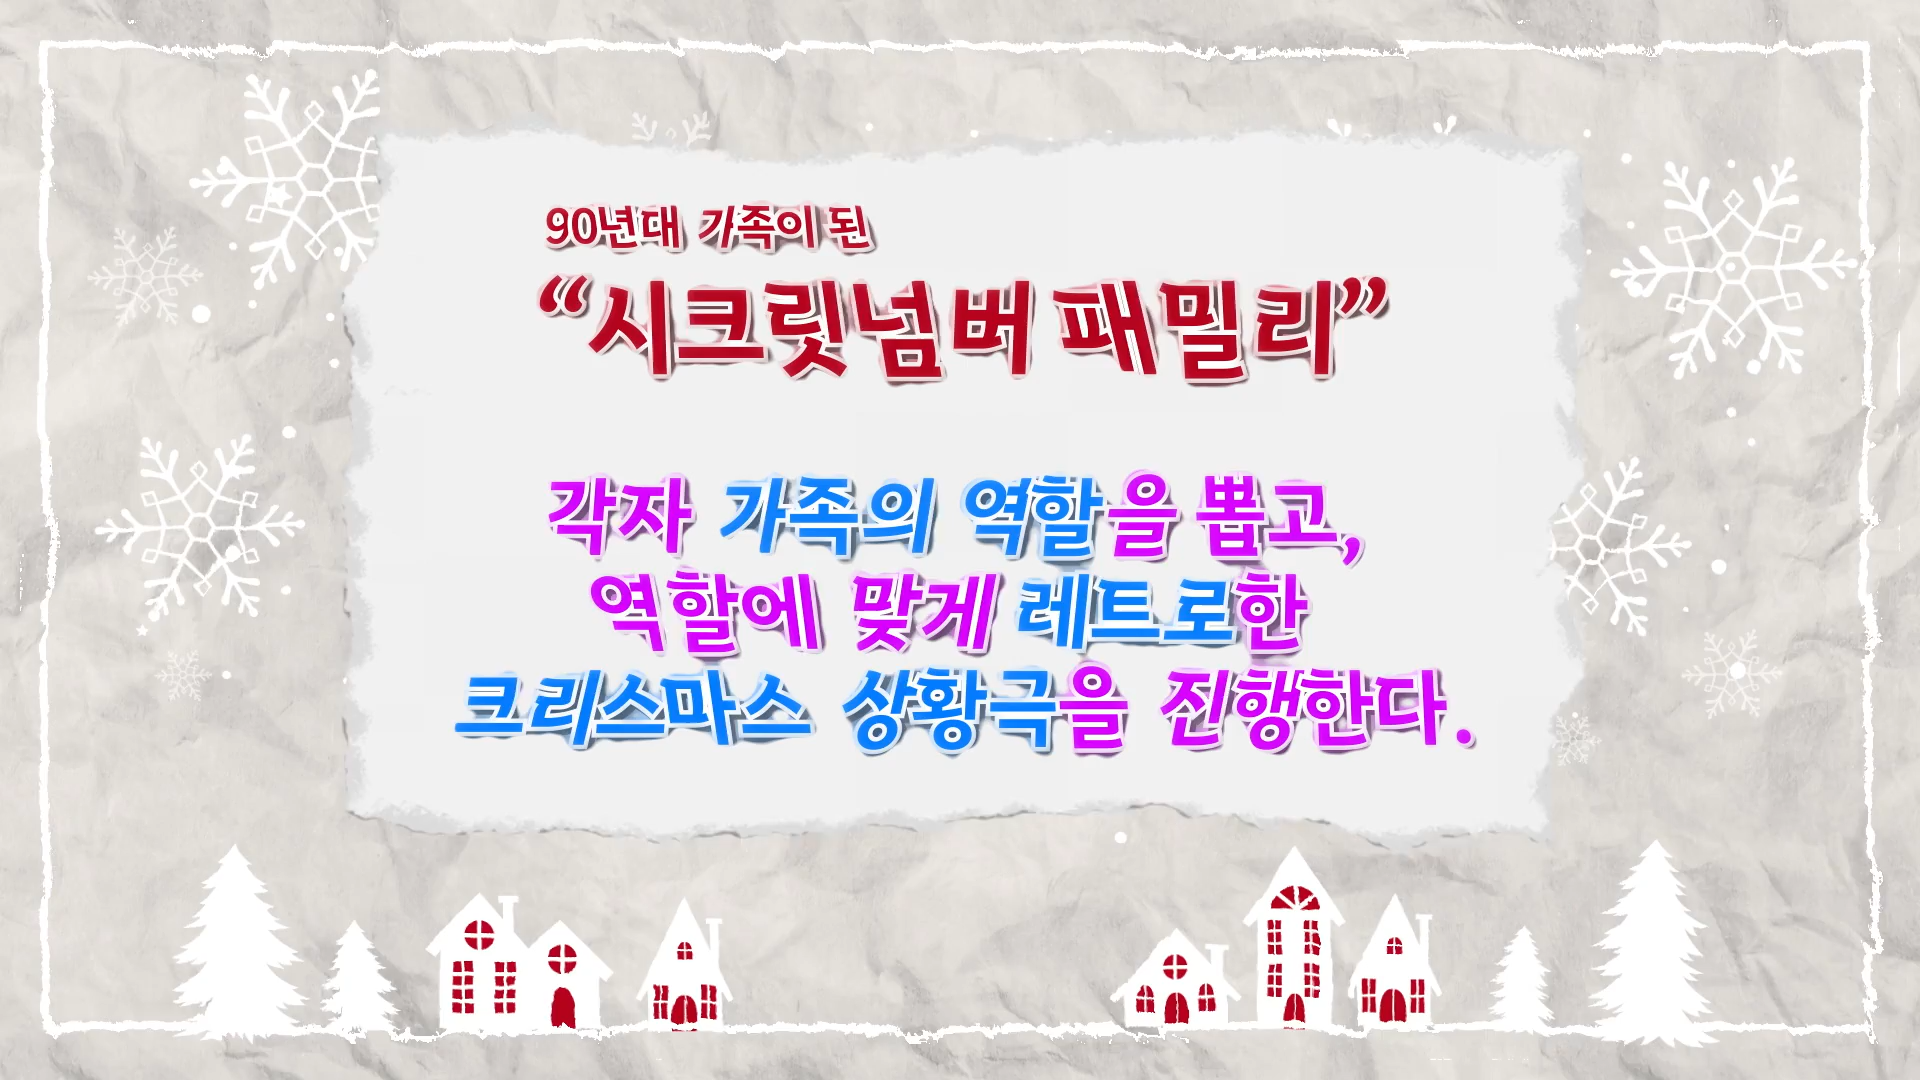 90년대 가족이 된
“시크릿넘버 패밀리”
각자 가족의 역할을 뽑고,
역할에 맞게 레트로한
크리스마스 상황극을 진행한다.